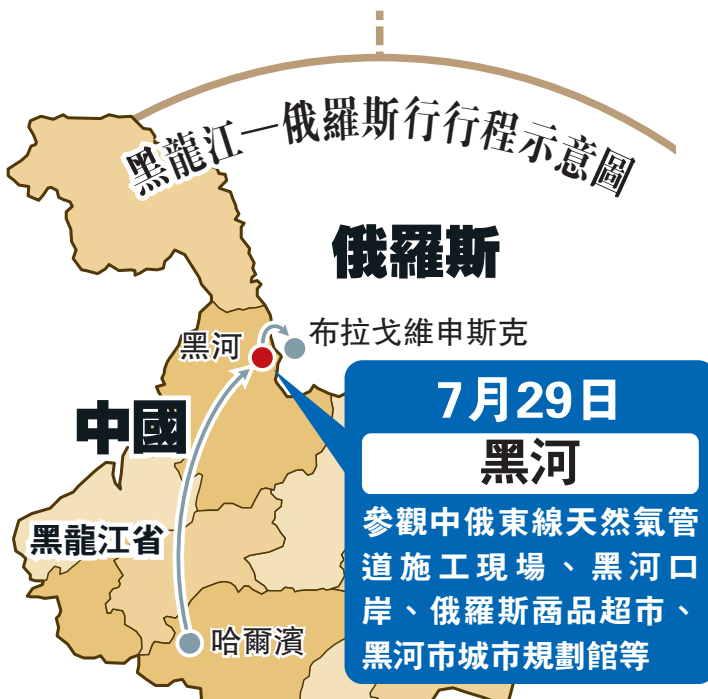 黑龍江—俄羅斯行行程示意圖
俄羅斯
布拉戈維申斯克
黑河
中國
黑龍江省
哈爾濱
7月29日
黑河
參觀中俄東線天然氣管
道施工現場、黑河口
岸、俄羅斯商品超市、
黑河市城市規劃館等